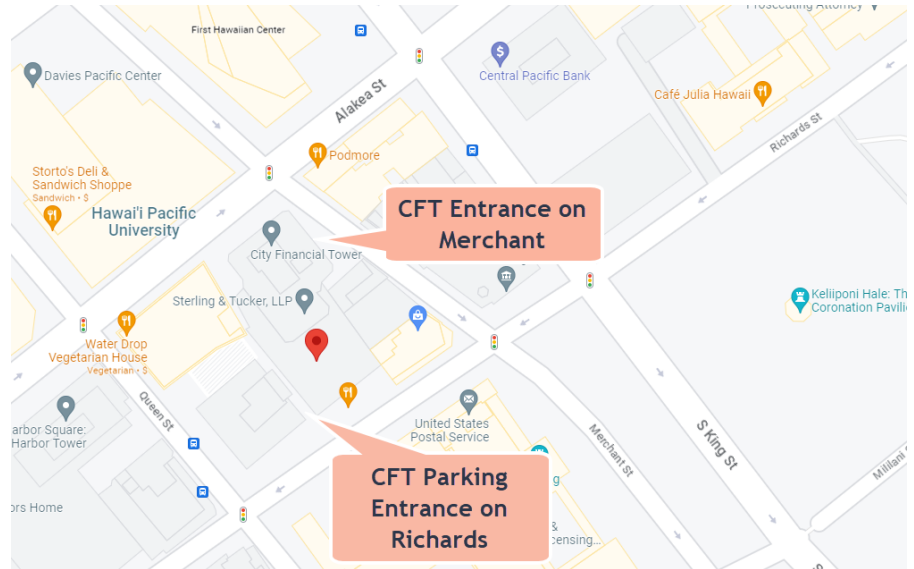 Prosecuting Attorney
First Hawaiian Center
Davies Pacific Center
Alakea St
Central Pacific Bank
Café Julia Hawaii
Richards St
Podmore
Storto's Deli &
Sandwich Shoppe
Sandwich • $
Hawai'i Pacific
University
CFT Entrance on
Merchant
City Financial Tower
Sterling & Tucker, LLP
Keliiponi Hale: Th
Coronation Pavili
Water Drop
Vegetarian House
Vegetarian • $
Queen St
arbor Square:
Harbor Tower
United States
Postal Service
Merchant St
S King St
Mililani
CFT Parking
Entrance on
Richards
ng
ors Home
&
censing...